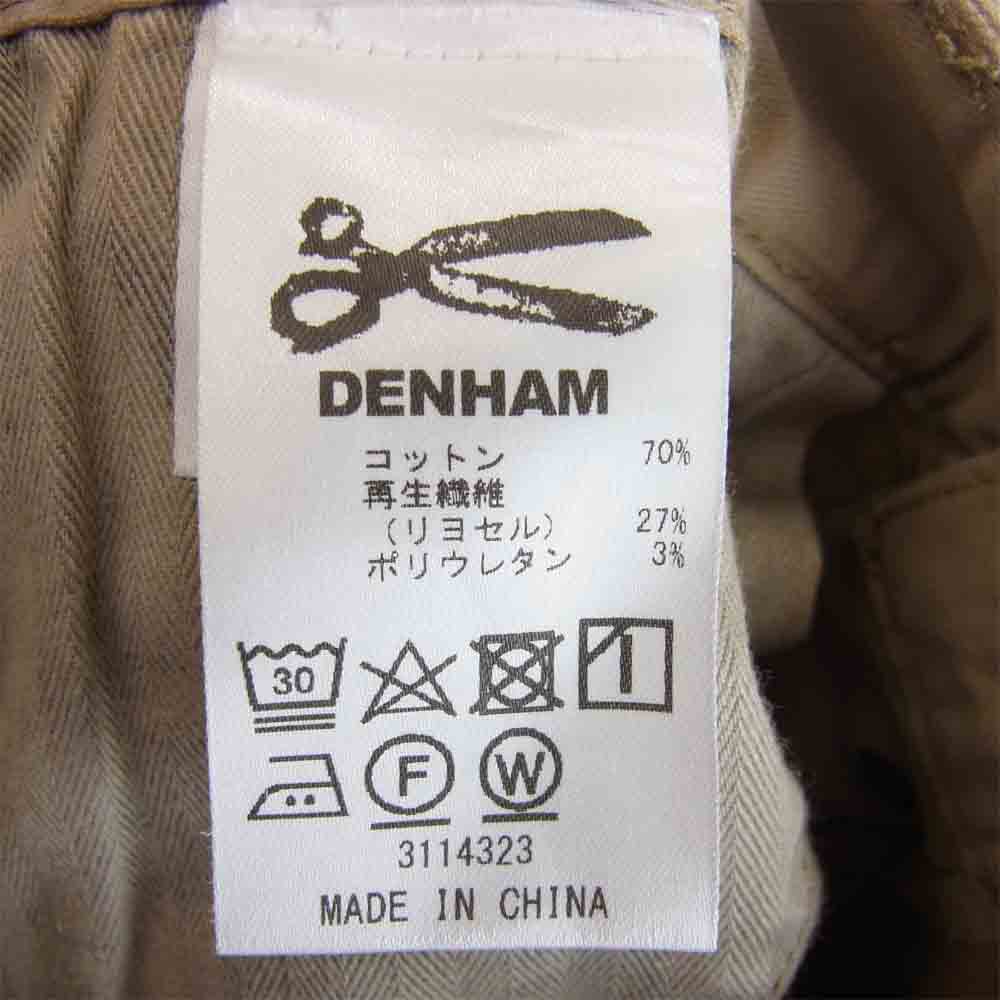 DENHAM
コットン 70%
再生繊維
(リヨセル) 27%
ポリウレタン 3%
30
F W
3114323
MADE IN CHINA